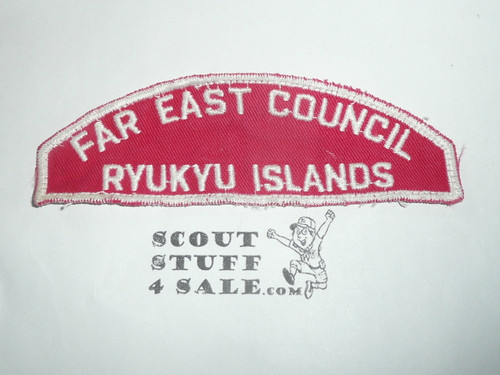 FAR EAST COUNCIL
RYUKYU ISLANDS
SCOUT
STUFF
4 SALE.COM